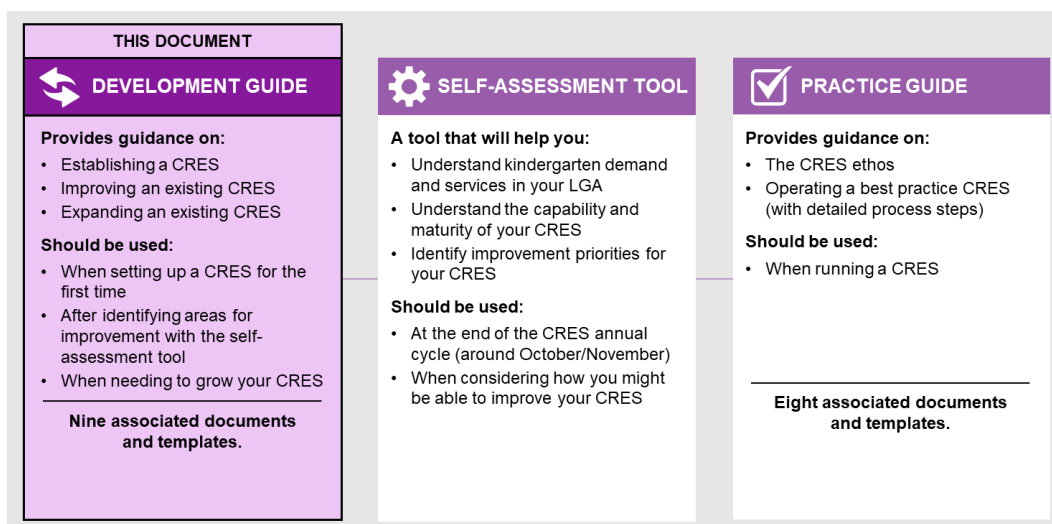 THIS DOCUMENT
DEVELOPMENT GUIDE
Provides guidance on:
• Establishing a CRES
• Improving an existing CRES
• Expanding an existing CRES
Should be used:
• When setting up a CRES for the
first time
• After identifying areas for
improvement with the self-
assessment tool
• When needing to grow your CRES
Nine associated documents
and templates.
SELF-ASSESSMENT TOOL
A tool that will help you:
• Understand kindergarten demand
and services in your LGA
• Understand the capability and
maturity of your CRES
• Identify improvement priorities for
your CRES
Should be used:
• At the end of the CRES annual
cycle (around October/November)
• When considering how you might
be able to improve your CRES
PRACTICE GUIDE
Provides guidance on:
• The CRES ethos
• Operating a best practice CRES
(with detailed process steps)
Should be used:
• When running a CRES
Eight associated documents
and templates.